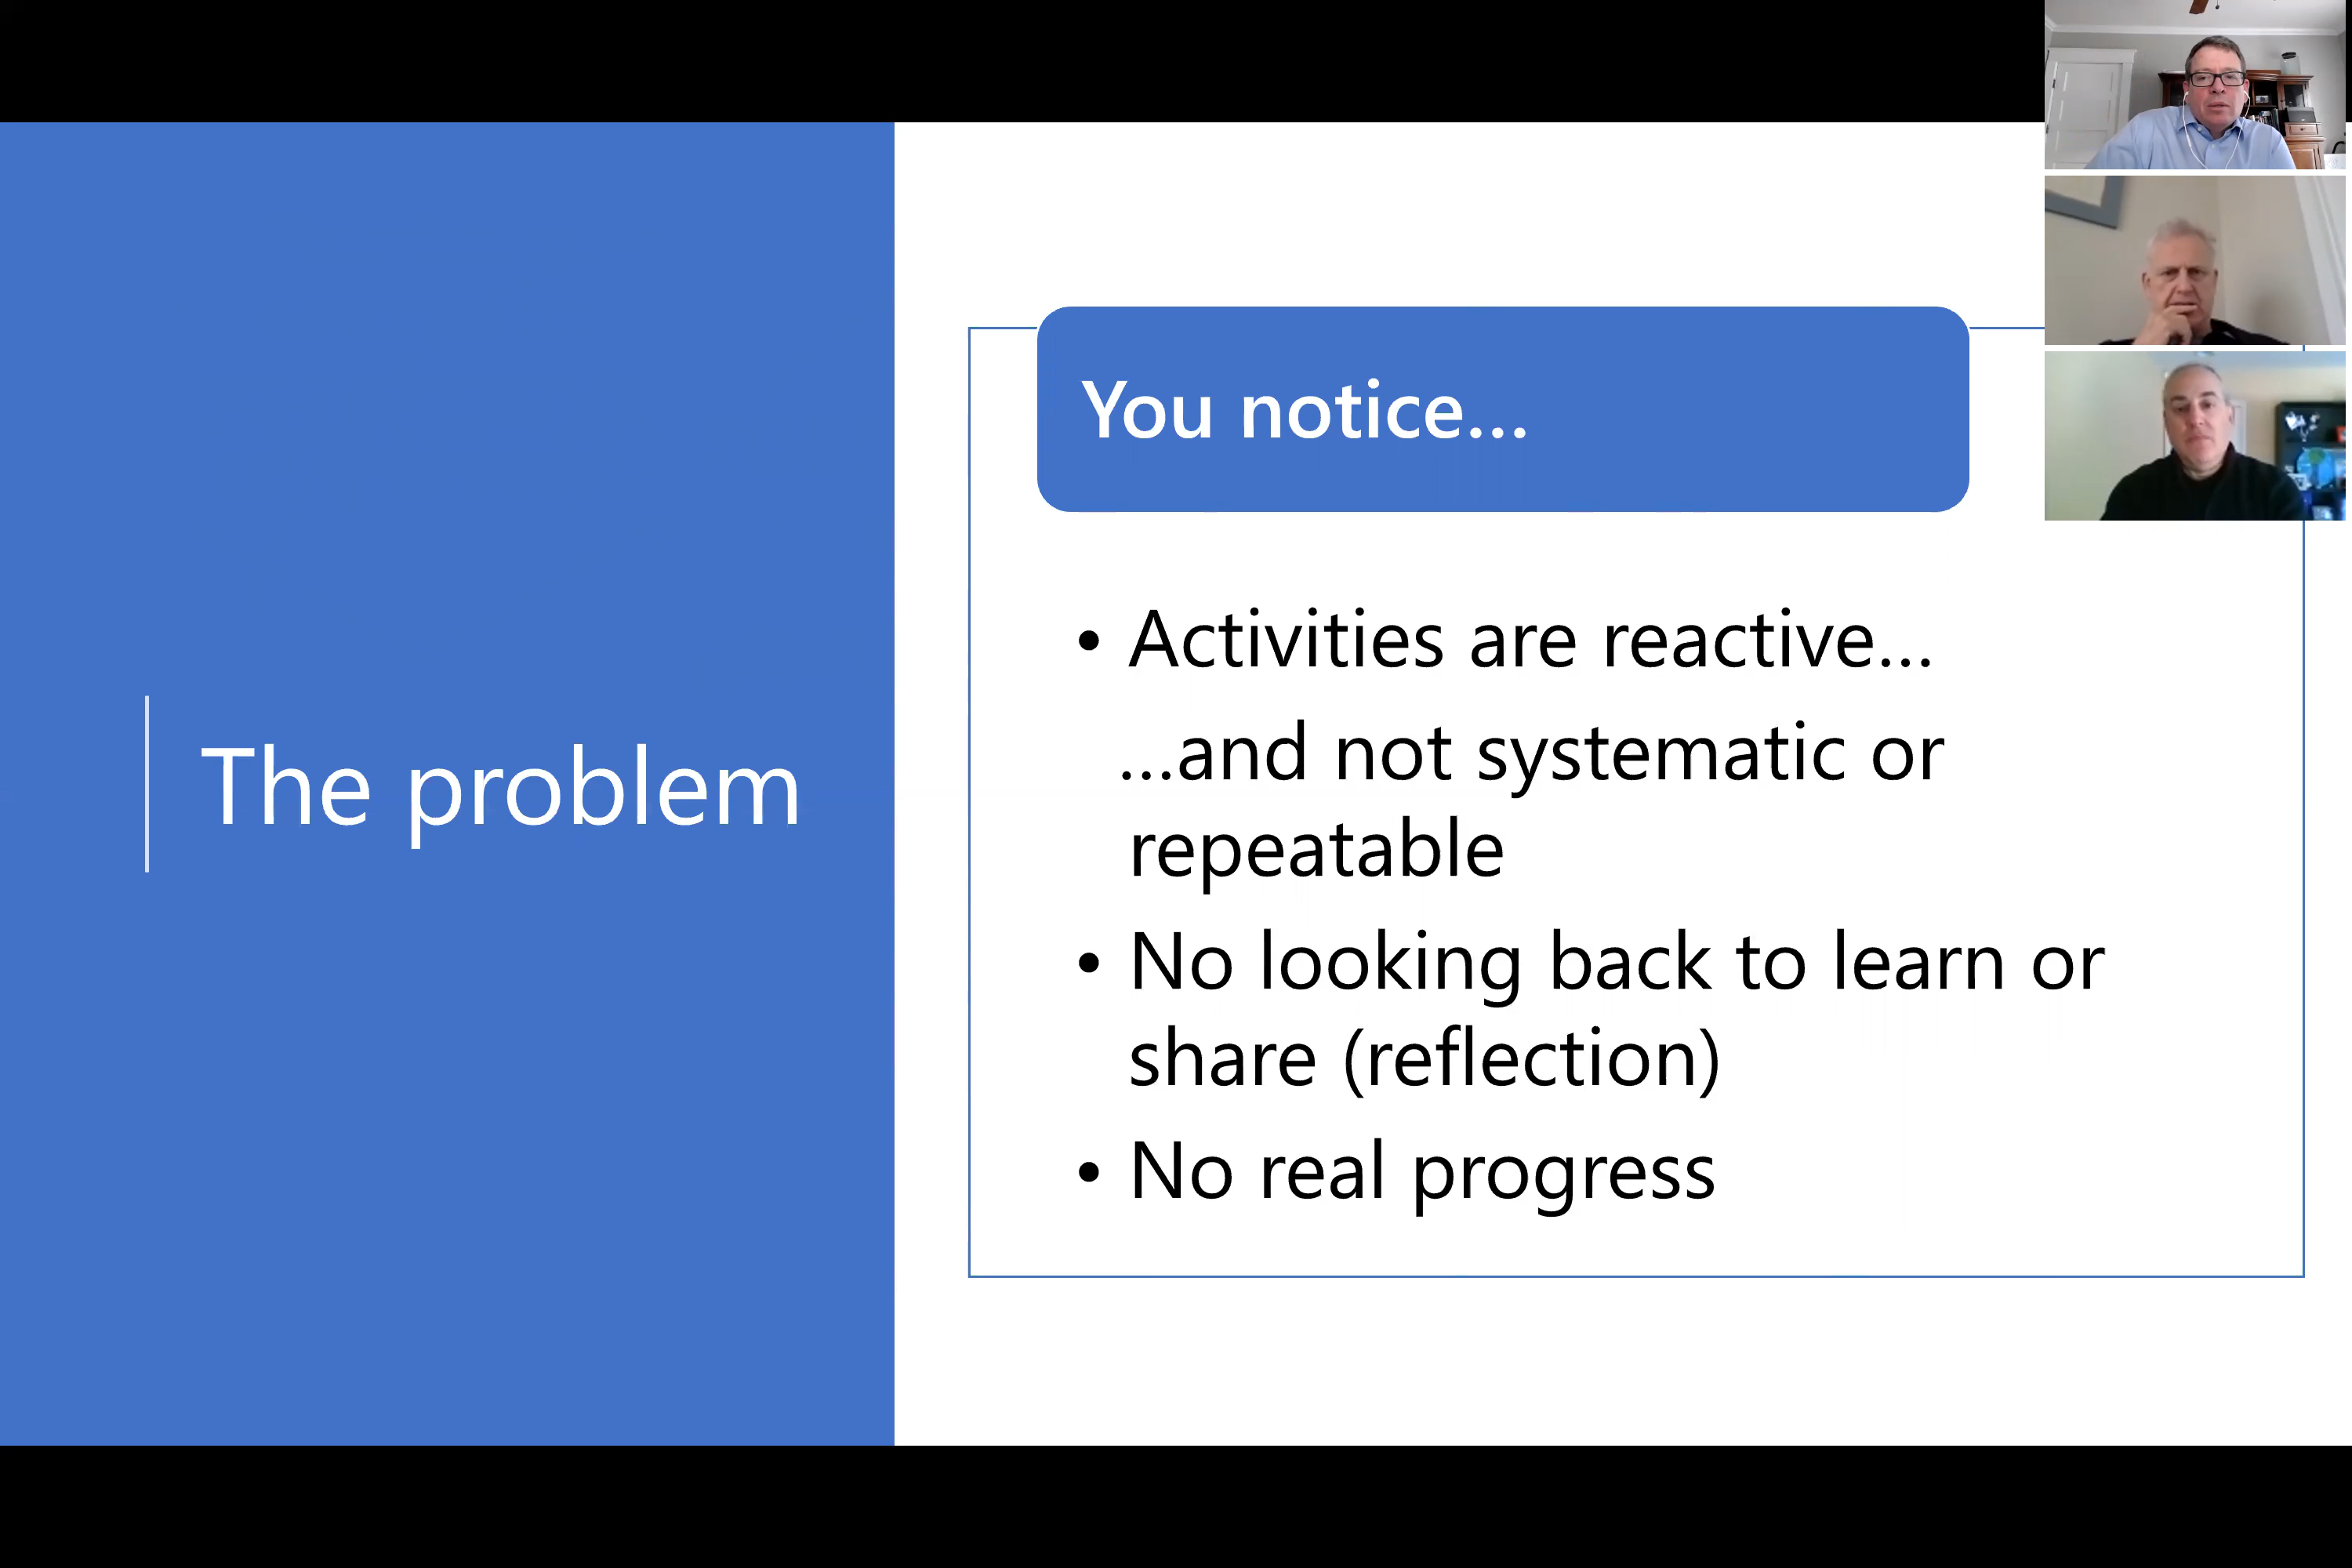 The problem
You notice...
• Activities are reactive...
...and not systematic or
repeatable
• No looking back to learn or
share (reflection)
• No real progress